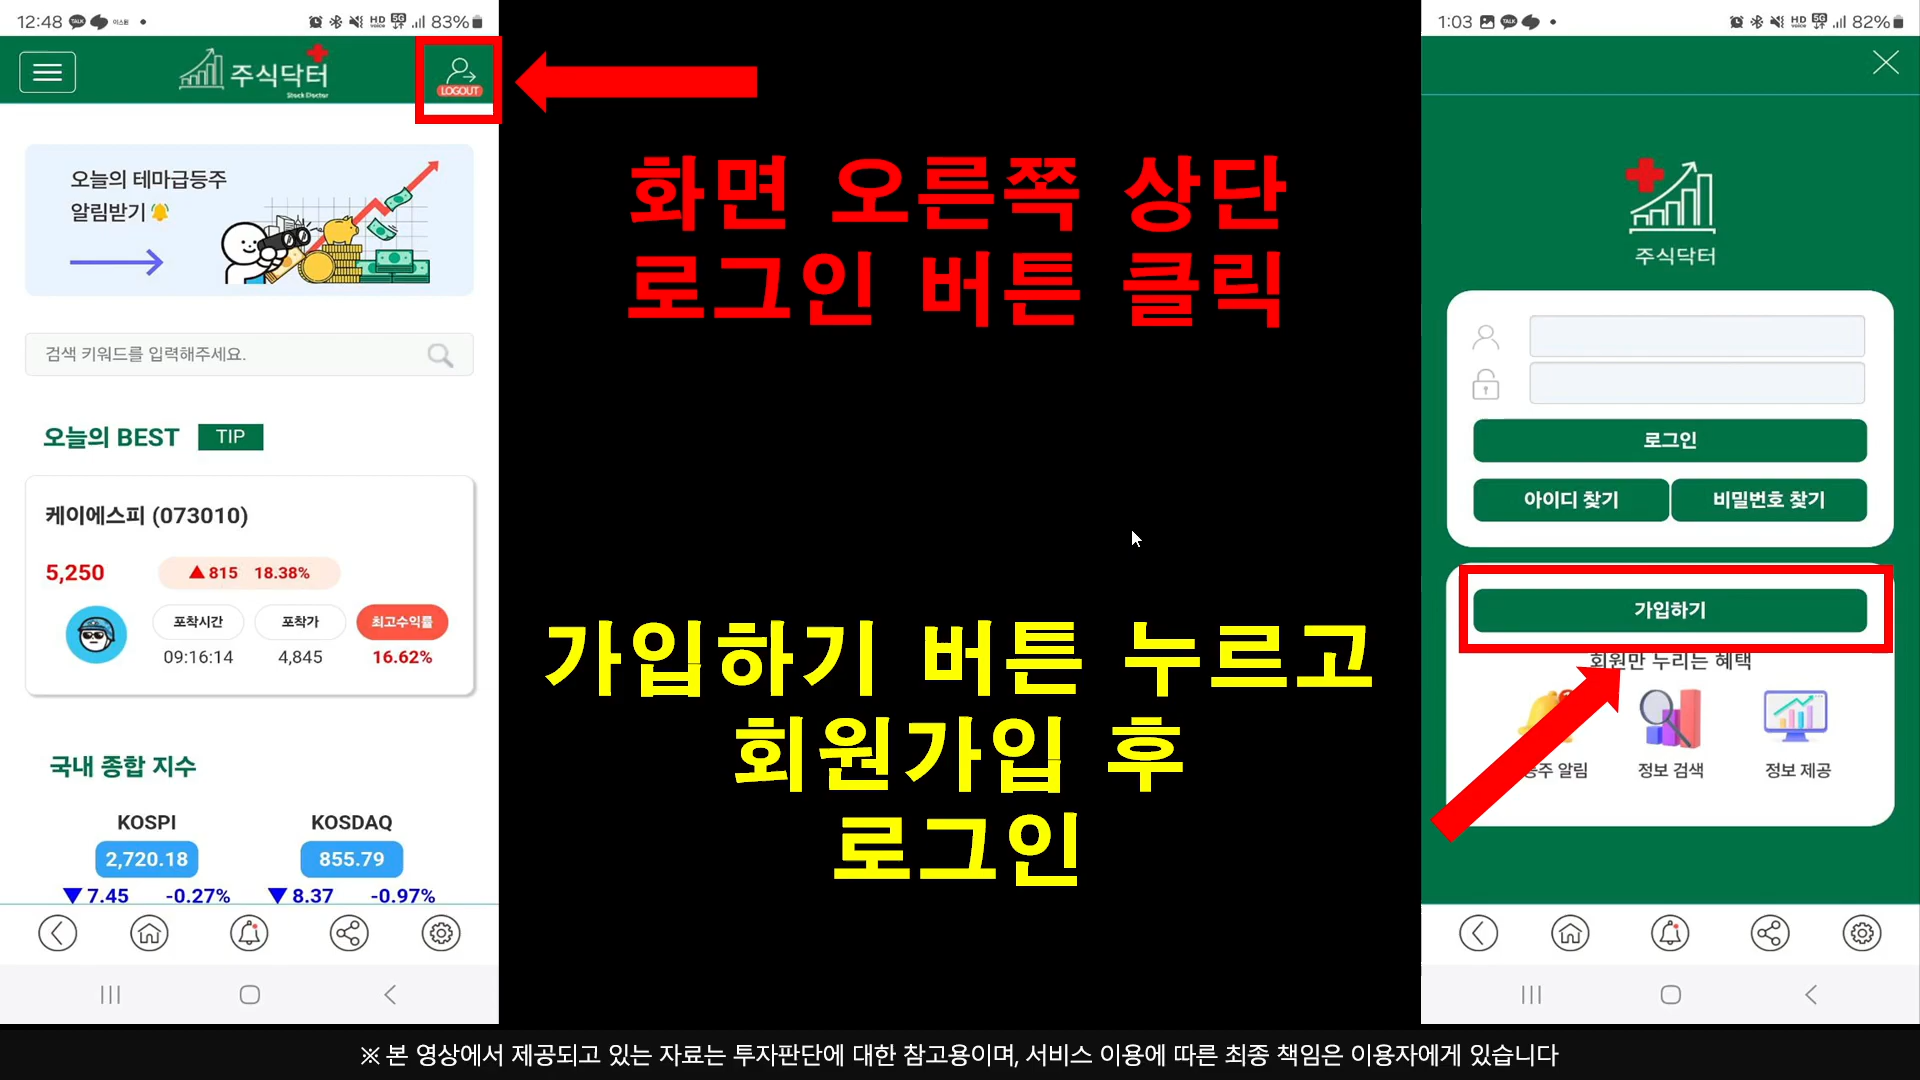 12:48
83%
주식닥터
Stock Doctor
LOGOUT
오늘의 테마급등주
알림받기
검색 키워드를 입력해주세요.
오늘의 BEST TIP
케이에스피 (073010)
5,250 ▲815 18.38%
포착시간 포착가 최고수익률
09:16:14 4,845 16.62%
국내 종합 지수
KOSPI KOSDAQ
2,720.18 855.79
▼7.45 -0.27% ▼8.37 -0.97%
화면 오른쪽 상단
로그인 버튼 클릭
가입하기 버튼 누르고
회원가입 후
로그인
1:03
82%
주식닥터
로그인
아이디 찾기 비밀번호 찾기
가입하기
회원만 누리는 혜택
알림 정보 검색 정보 제공
※ 본 영상에서 제공되고 있는 자료는 투자판단에 대한 참고용이며, 서비스 이용에 따른 최종 책임은 이용자에게 있습니다